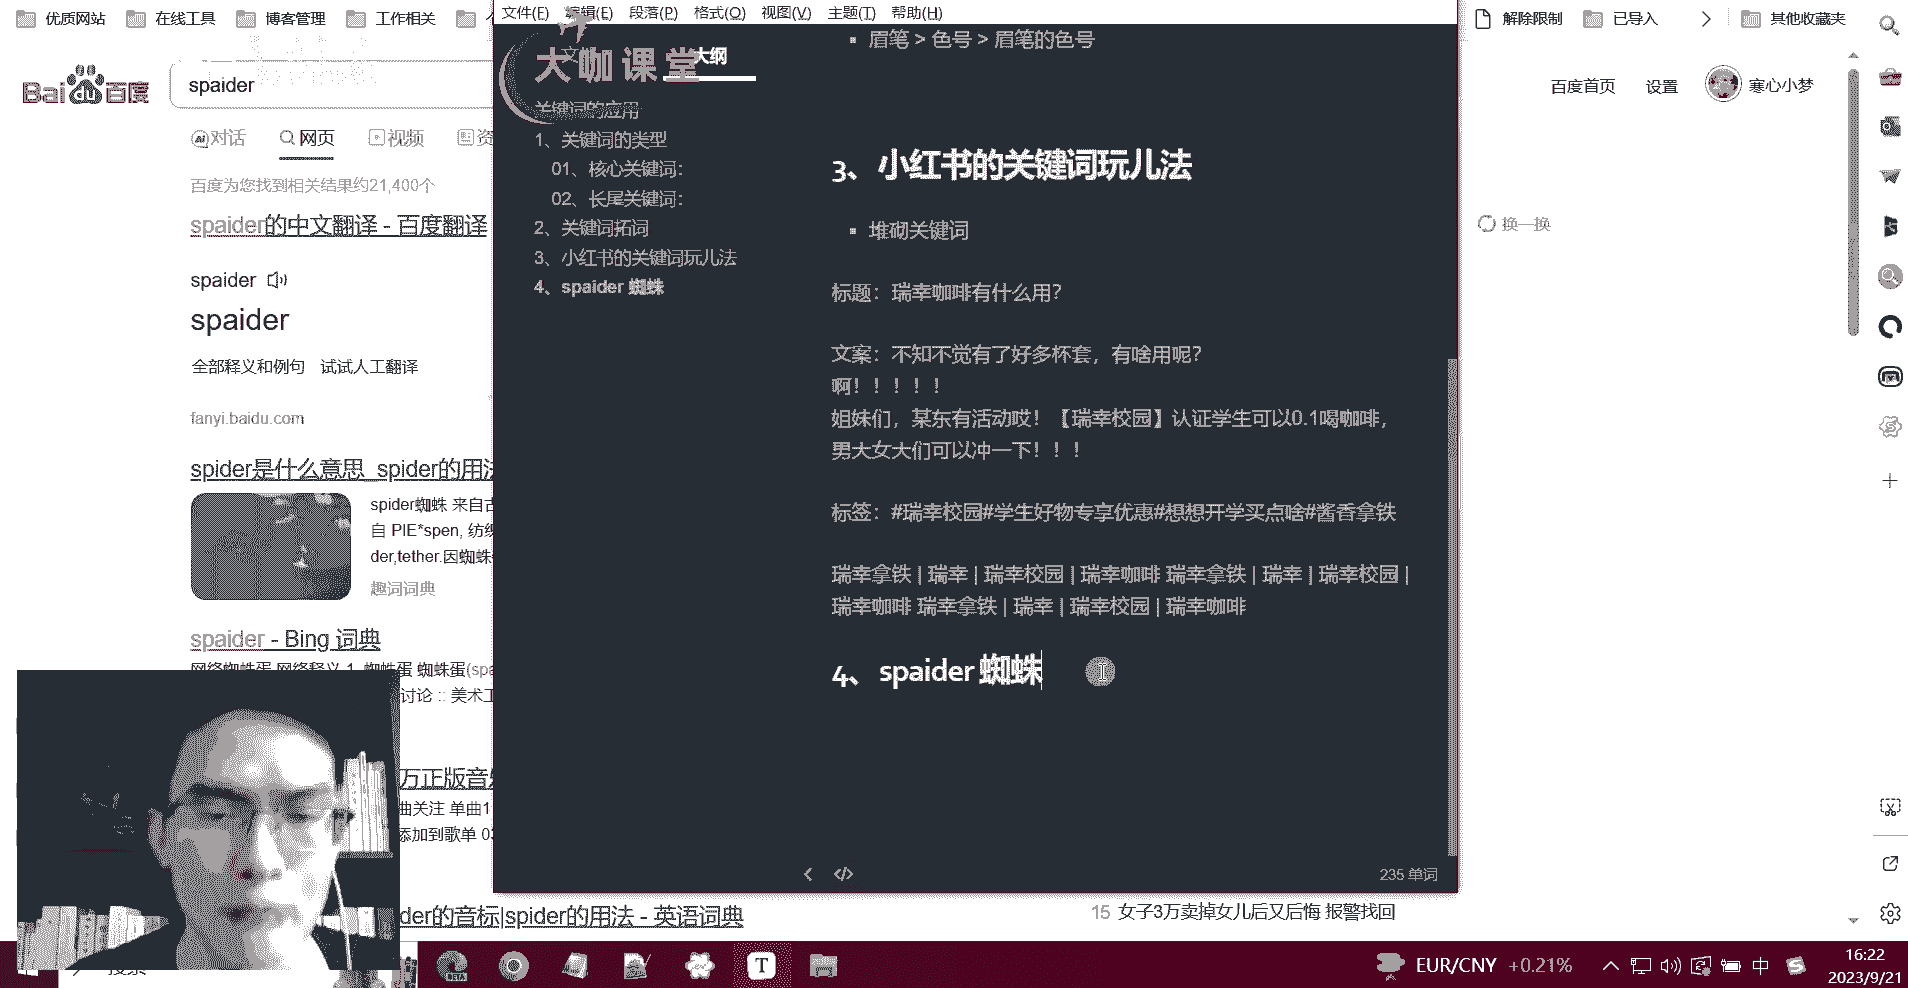 优质网站
在线工具
博客管理
工作相关
文件(F) 编辑(E) 段落(P) 格式(O) 视图(V) 主题(T) 帮助(H)
解除限制
已导入
其他收藏夹
大咖课堂
大纲
Bai du 百度
spaider
百度首页 设置 寒心小梦
对话 网页 视频 资
百度为您找到相关结果约21,400个
spaider的中文翻译 - 百度翻译
spaider
spaider
全部释义和例句 试试人工翻译
fanyi.baidu.com
spider是什么意思_spider的用法
spider蜘蛛 来自古
自 PIE*spen, 纺织
der,tether.因蜘蛛
趣词词典
spaider - Bing 词典
讨论 :: 美术工
万正版音乐
曲关注 单曲1
添加到歌单 03
der的音标|spider的用法 - 英语词典
关键词的应用
1、关键词的类型
01、核心关键词：
02、长尾关键词：
2、关键词拓词
3、小红书的关键词玩儿法
4、spaider 蜘蛛
眉笔 > 色号 > 眉笔的色号
3、小红书的关键词玩儿法
堆砌关键词
标题：瑞幸咖啡有什么用？
文案：不知不觉有了好多杯套，有啥用呢？
啊！！！！！
姐妹们，某东有活动哎！【瑞幸校园】认证学生可以0.1喝咖啡，
男大女大们可以冲一下！！！
标签：#瑞幸校园#学生好物专享优惠#想想开学买点啥#酱香拿铁
瑞幸拿铁 | 瑞幸 | 瑞幸校园 | 瑞幸咖啡 瑞幸拿铁 | 瑞幸 | 瑞幸校园 |
瑞幸咖啡 瑞幸拿铁 | 瑞幸 | 瑞幸校园 | 瑞幸咖啡
4、spaider 蜘蛛
235 单词
换一换
15 女子3万卖掉女儿后又后悔 报警找回
BETA
T
EUR/CNY +0.21%
中
16:22
2023/9/21